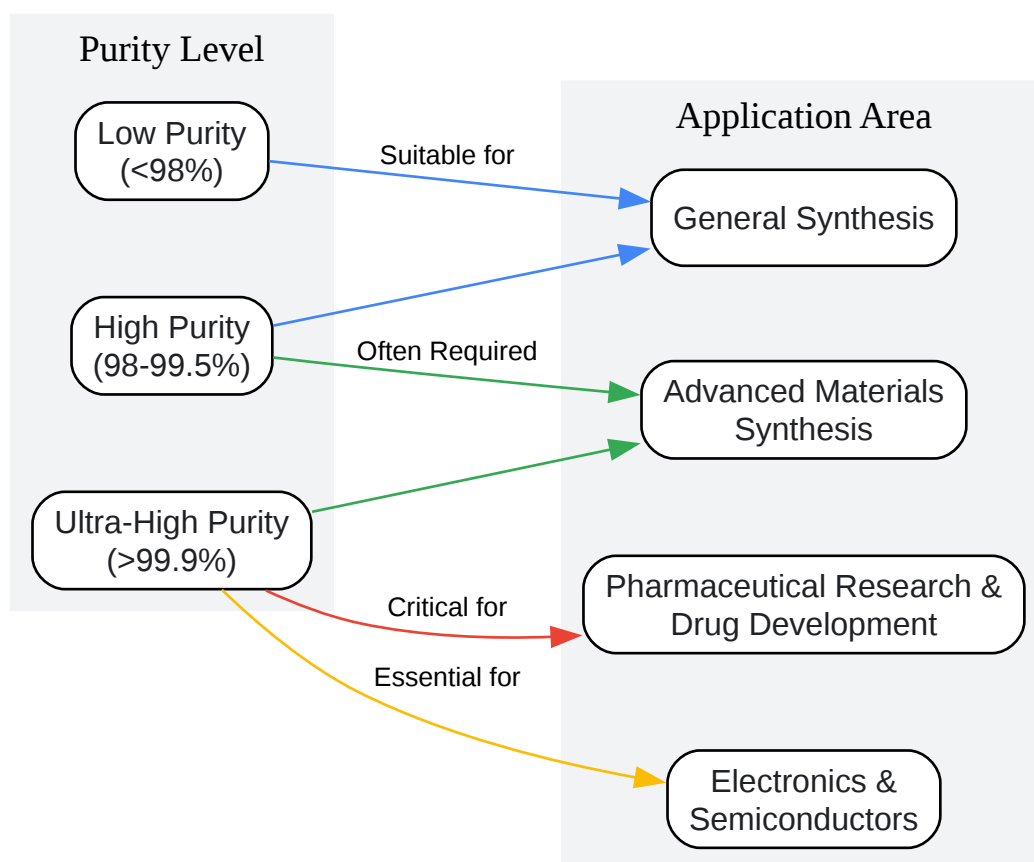 Purity Level
Low Purity
(<98%)
High Purity
(98-99.5%)
Ultra-High Purity
(>99.9%)
Suitable for
Often Required
Critical for
Essential for
Application Area
General Synthesis
Advanced Materials
Synthesis
Pharmaceutical Research &
Drug Development
Electronics &
Semiconductors